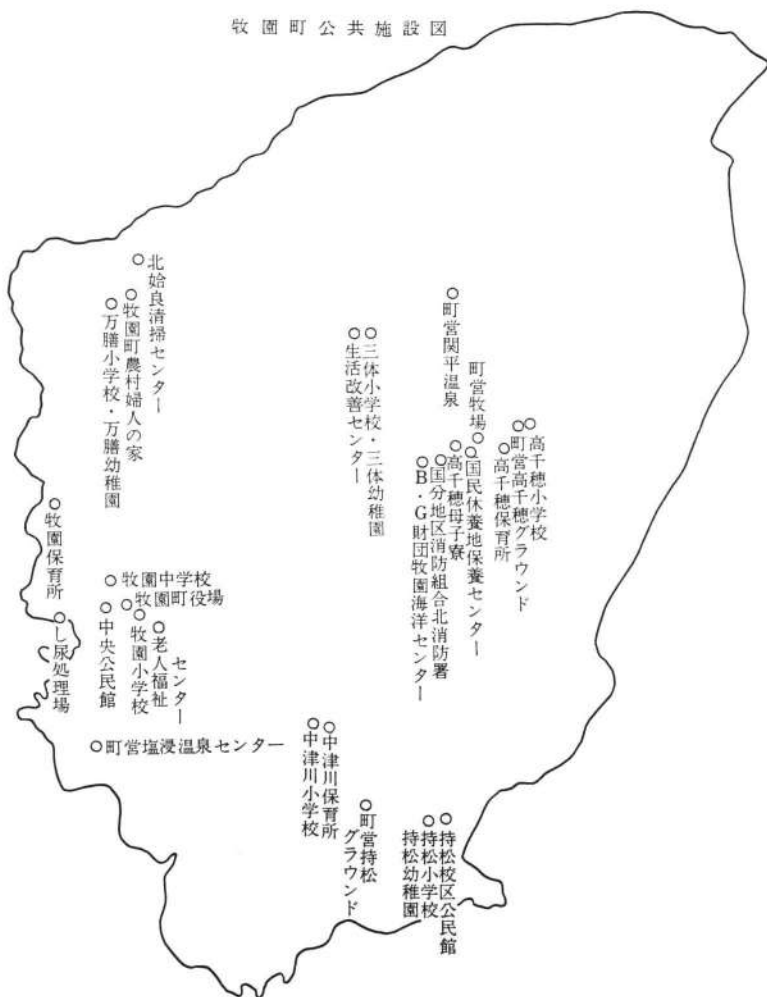 牧園町公共施設図
北姶良清掃センター
牧園町農村婦人の家
万膳小学校・万膳幼稚園
牧園保育所
し尿処理場
牧園中学校
牧園町役場
中央公民館
牧園小学校
老人福祉
センター
町営塩浸温泉センター
三体小学校・三体幼稚園
生活改善センター
町営関平温泉
町営牧場
高千穂小学校
町営高千穂グラウンド
高千穂保育所
国民休養地保養センター
高千穂母子寮
国分地区消防組合北消防署
B・G財団牧園海洋センター
中津川保育所
中津川小学校
町営持松
グラウンド
持松校区公民館
持松小学校
持松幼稚園